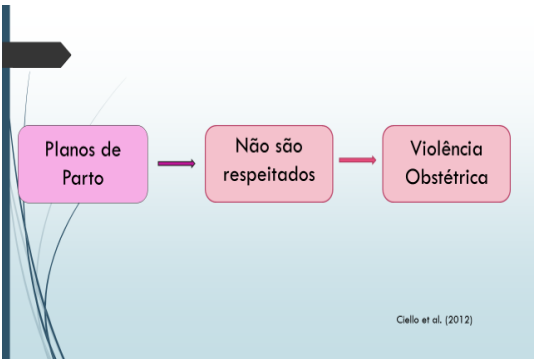 Planos de
Parto
Não são
respeitados
Violência
Obstétrica
Ciello et al. (2012)